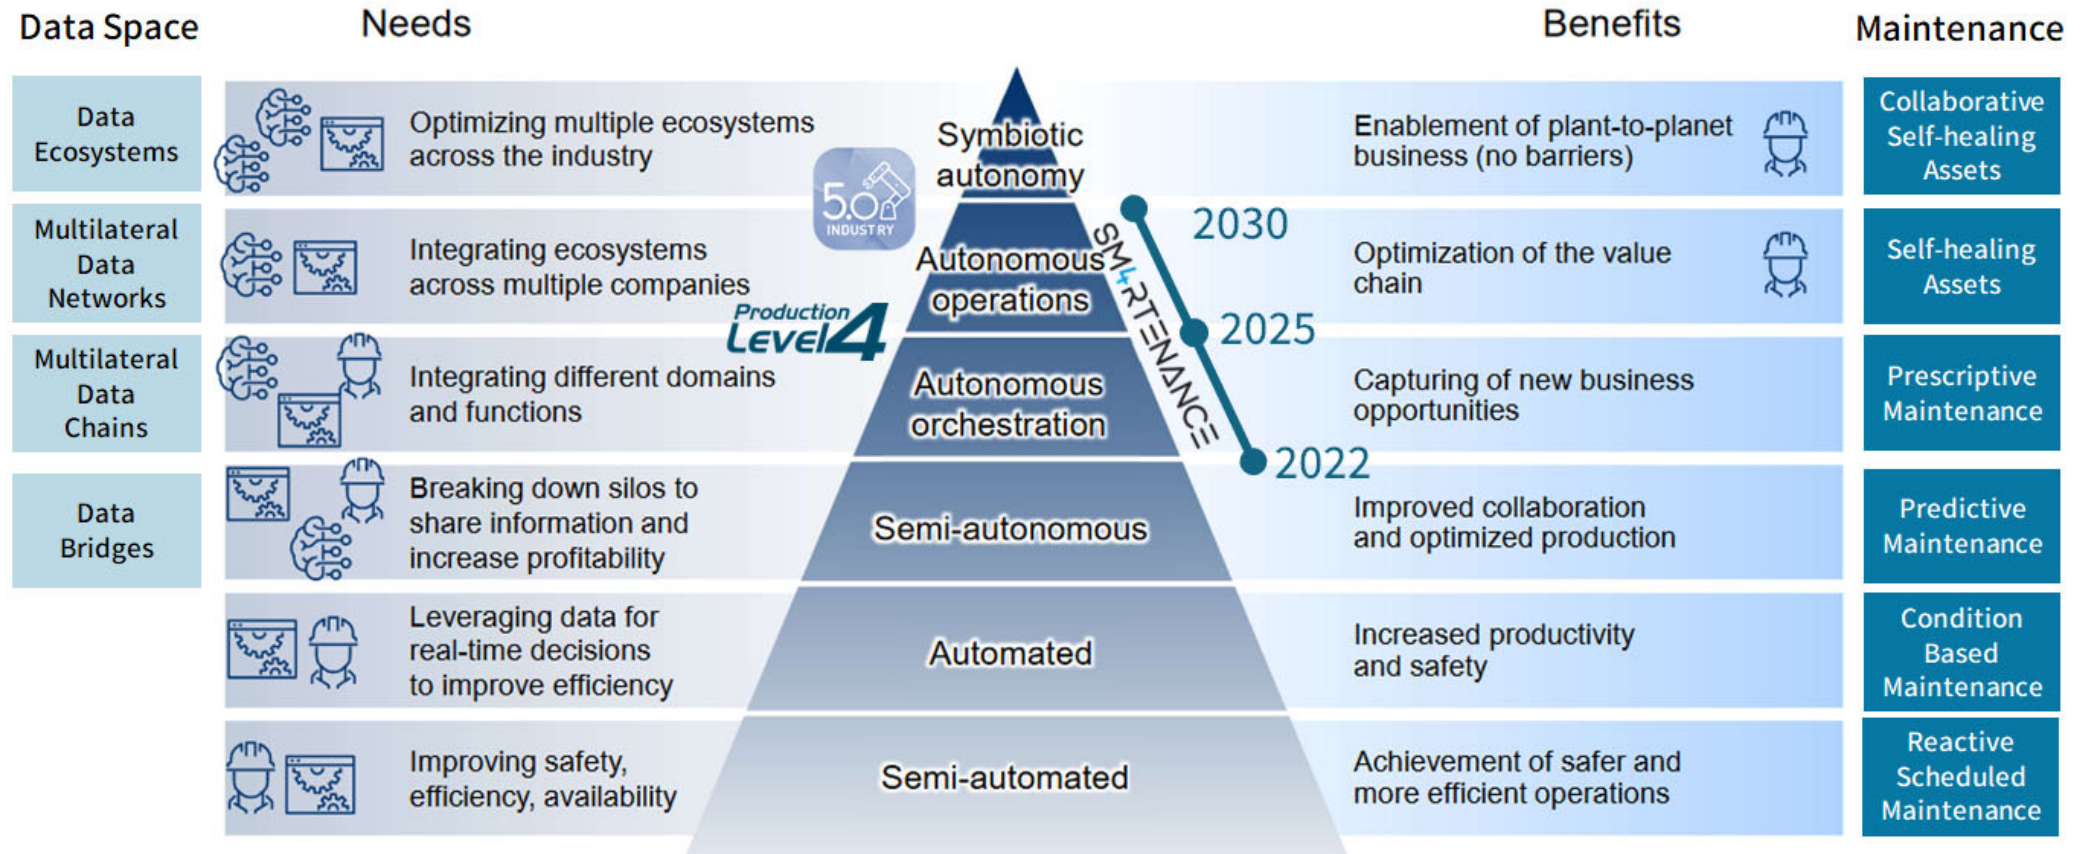 Data Space
Needs
Benefits
Maintenance
Data
Ecosystems
Optimizing multiple ecosystems
across the industry
Symbiotic
autonomy
Enablement of plant-to-planet
business (no barriers)
Collaborative
Self-healing
Assets
5.0
INDUSTRY
Multilateral
Data
Networks
Integrating ecosystems
across multiple companies
Autonomous
operations
SM4RTENANCE
2030
2025
2022
Optimization of the value
chain
Self-healing
Assets
Production
Level4
Multilateral
Data
Chains
Integrating different domains
and functions
Autonomous
orchestration
Capturing of new business
opportunities
Prescriptive
Maintenance
Data
Bridges
Breaking down silos to
share information and
increase profitability
Semi-autonomous
Improved collaboration
and optimized production
Predictive
Maintenance
Leveraging data for
real-time decisions
to improve efficiency
Automated
Increased productivity
and safety
Condition
Based
Maintenance
Improving safety,
efficiency, availability
Semi-automated
Achievement of safer and
more efficient operations
Reactive
Scheduled
Maintenance